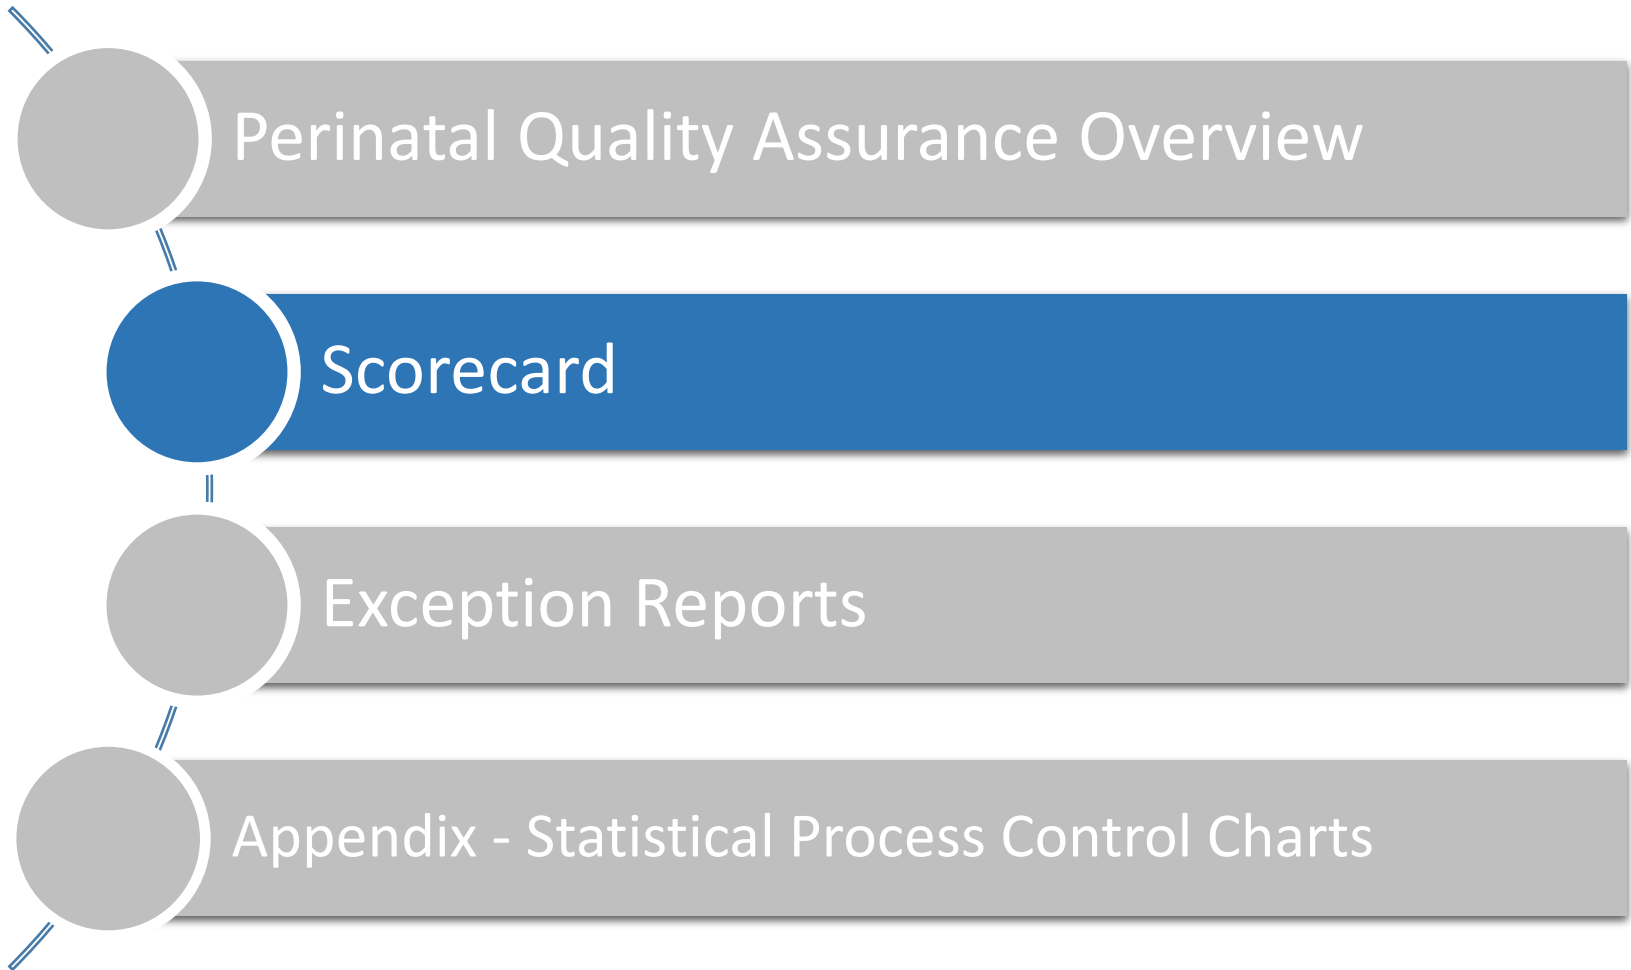 Perinatal Quality Assurance Overview
Scorecard
Exception Reports
Appendix - Statistical Process Control Charts